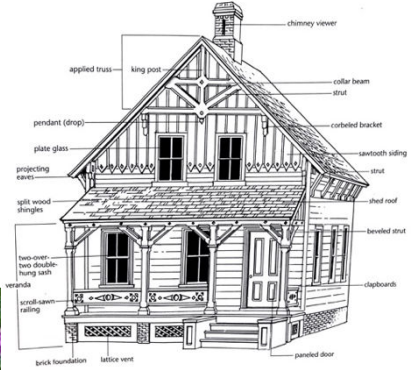 chimney viewer
applied truss
king post
collar beam
strut
pendant (drop)
corbeled bracket
plate glass
sawtooth siding
projecting
eaves
strut
split wood
shingles
shed roof
beveled strut
two-over-
two double-
hung sash
veranda
clapboards
scroll-sawn
railing
paneled door
brick foundation
lattice vent